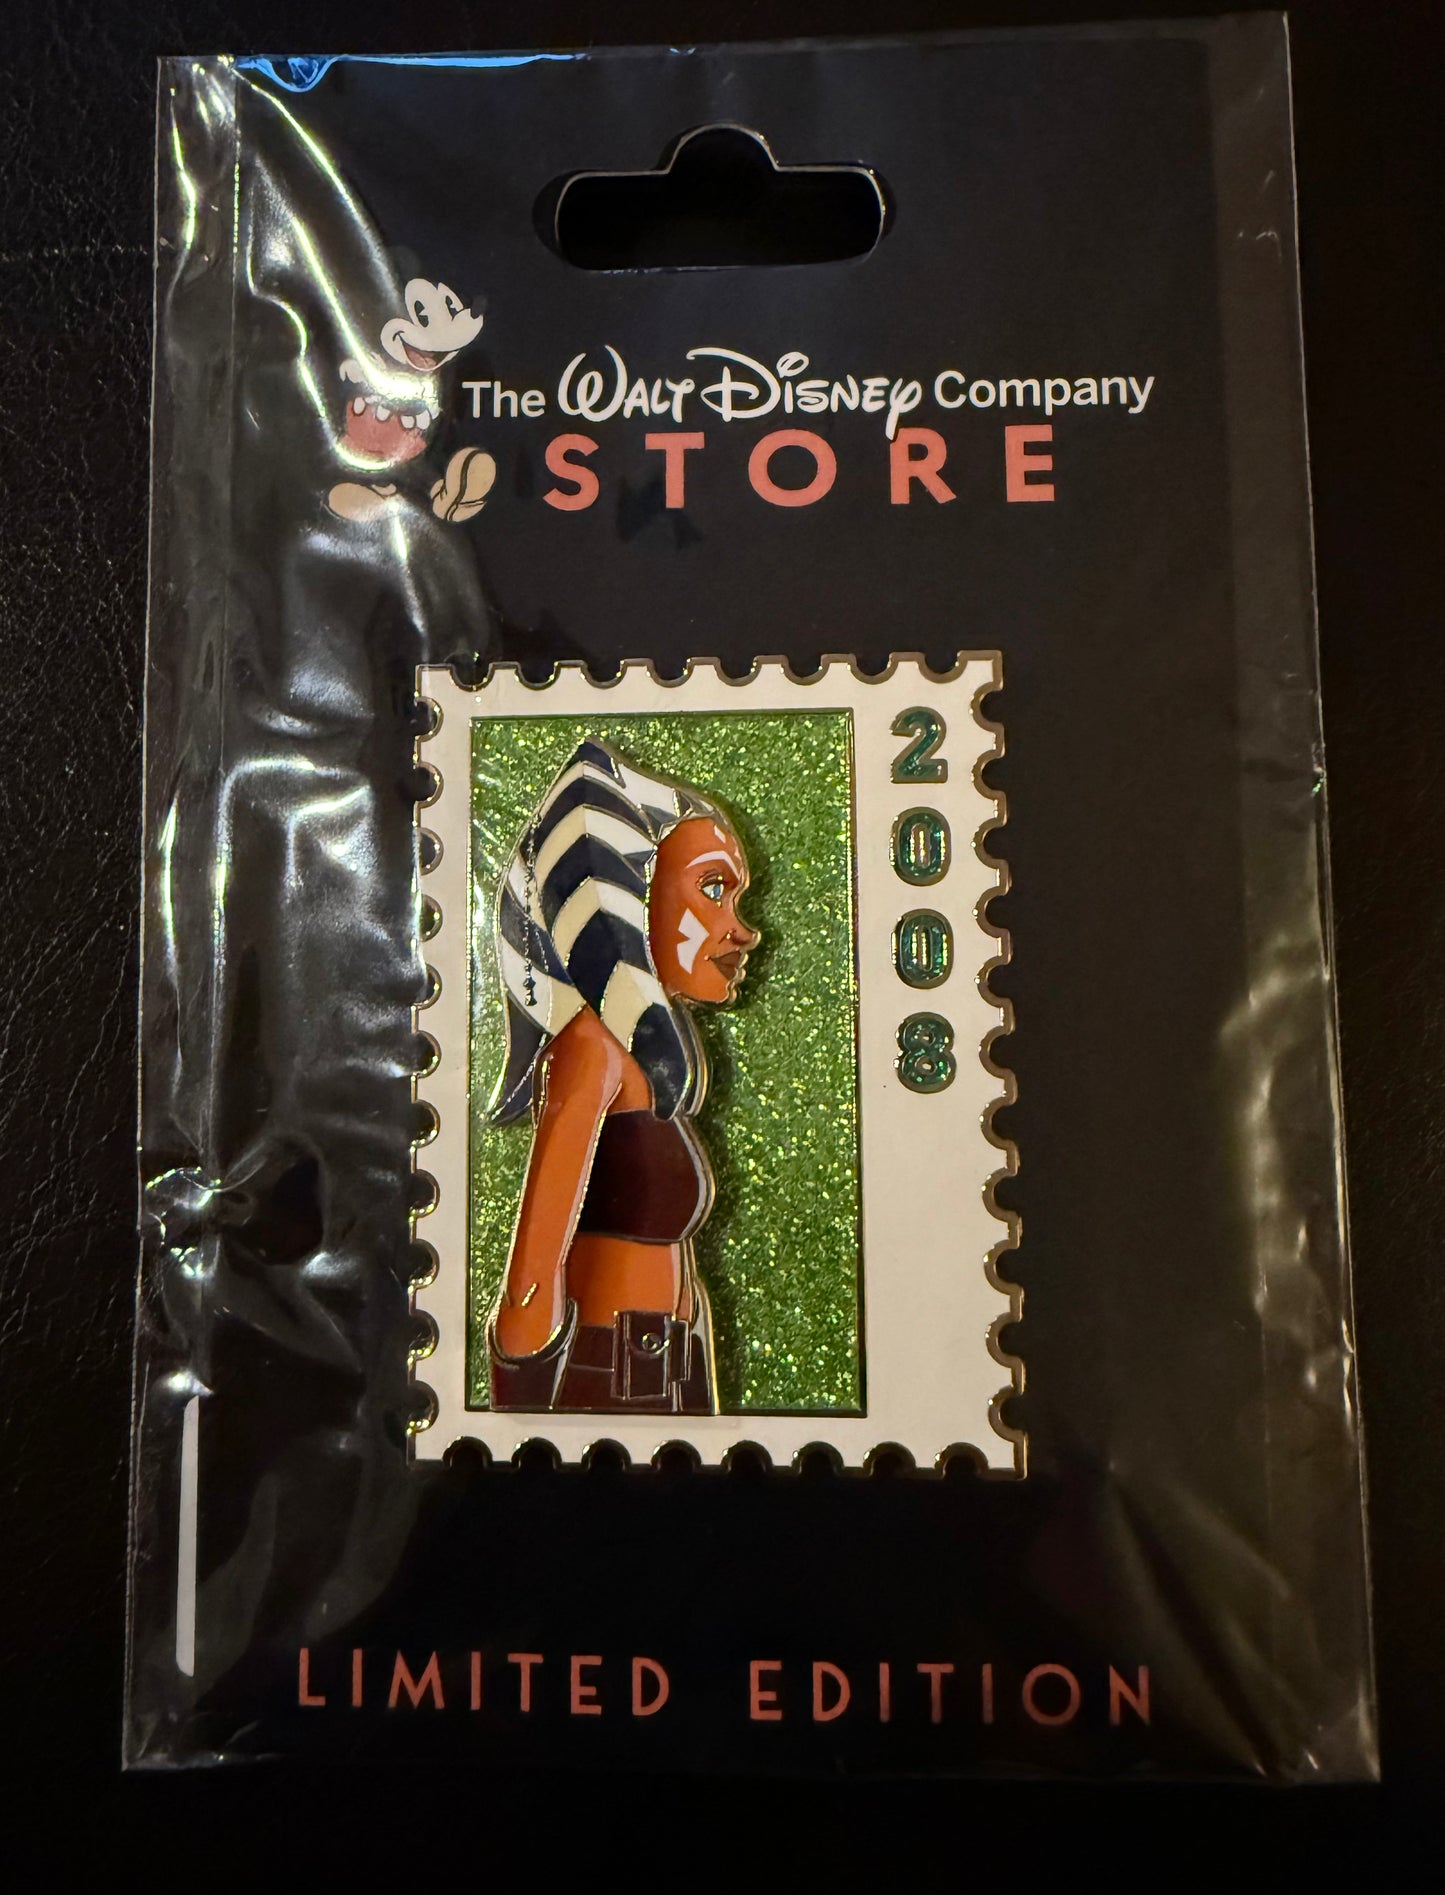 The Walt Disney Company
STORE
2008
LIMITED EDITION